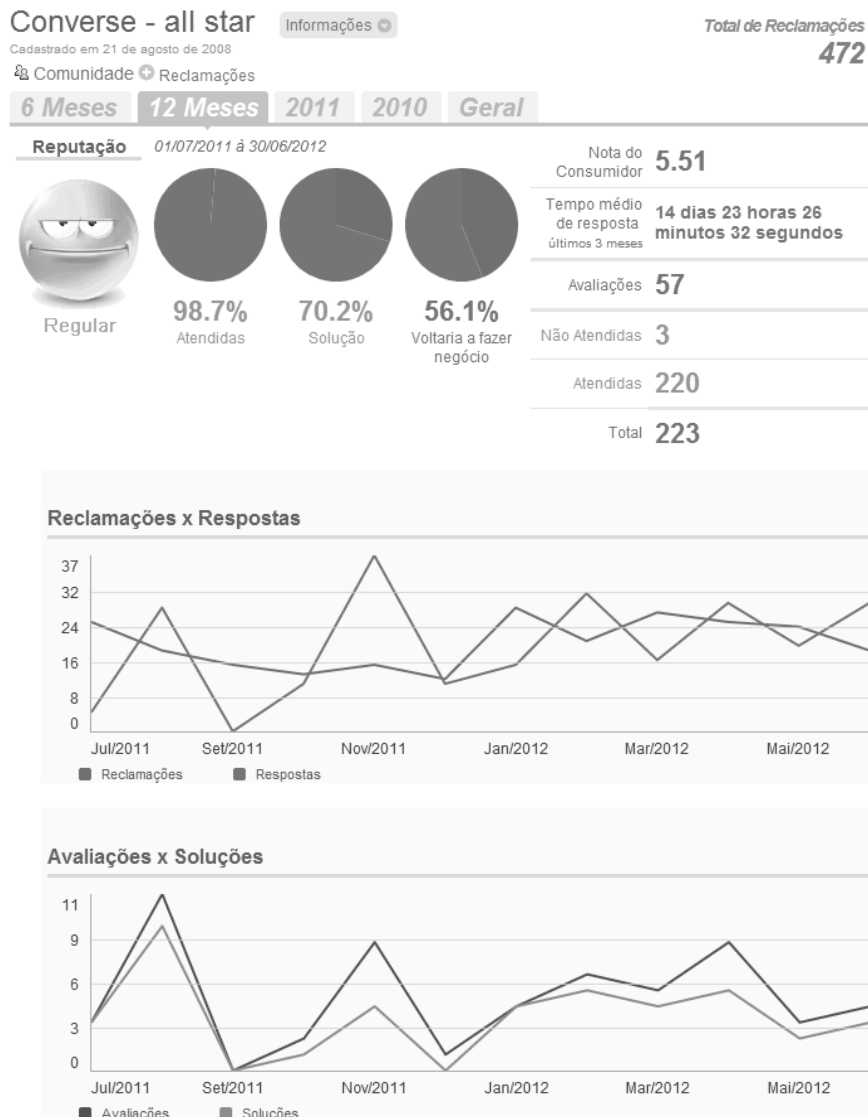 Converse - all star Informações
Total de Reclamações
472
Cadastrado em 21 de agosto de 2008
Comunidade Reclamações
6 Meses 12 Meses 2011 2010 Geral
Reputação 01/07/2011 à 30/06/2012
Regular
98.7%
Atendidas
70.2%
Solução
56.1%
Voltaria a fazer
negócio
Nota do
Consumidor 5.51
Tempo médio
de resposta
últimos 3 meses
14 dias 23 horas 26
minutos 32 segundos
Avaliações 57
Não Atendidas 3
Atendidas 220
Total 223
Reclamações x Respostas
37
32
24
16
8
0
Jul/2011 Set/2011 Nov/2011 Jan/2012 Mar/2012 Mai/2012
Reclamações Respostas
Avaliações x Soluções
11
9
6
3
0
Jul/2011 Set/2011 Nov/2011 Jan/2012 Mar/2012 Mai/2012
Avaliações Soluções